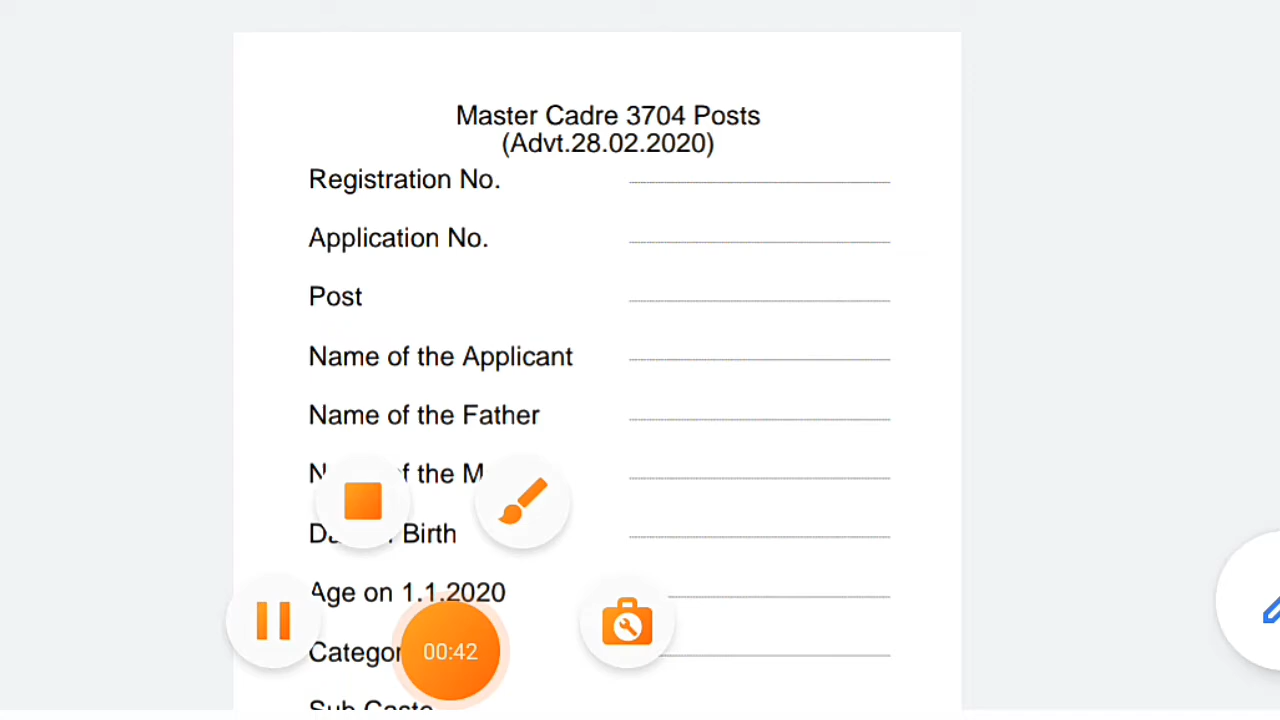 Master Cadre 3704 Posts
(Advt.28.02.2020)
Registration No.
Application No.
Post
Name of the Applicant
Name of the Father
the
Birth
Age on 1.1.2020
00:42